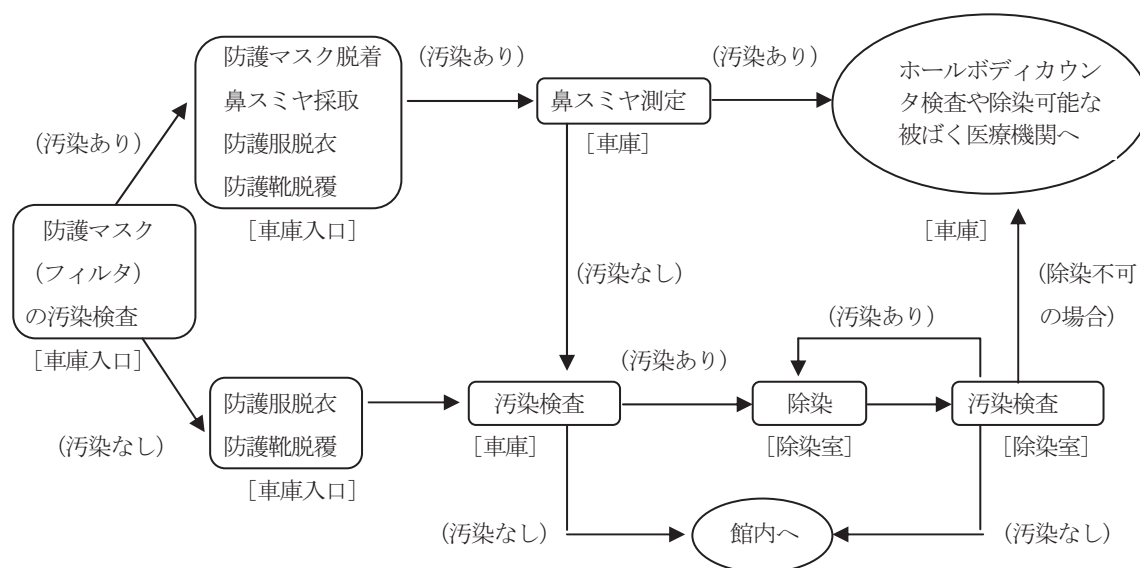 防護マスク脱着
鼻スミヤ採取
防護服脱衣
防護靴脱覆
[車庫入口]
(汚染あり)
(汚染あり)
鼻スミヤ測定
[車庫]
(汚染あり)
ホールボディカウン
タ検査や除染可能な
被ばく医療機関へ
[車庫]
防護マスク
(フィルタ)
の汚染検査
[車庫入口]
(汚染なし)
(除染不可
の場合)
(汚染あり)
(汚染なし)
防護服脱衣
防護靴脱覆
[車庫入口]
汚染検査
[車庫]
(汚染あり)
除染
[除染室]
汚染検査
[除染室]
(汚染なし)
館内へ
(汚染なし)